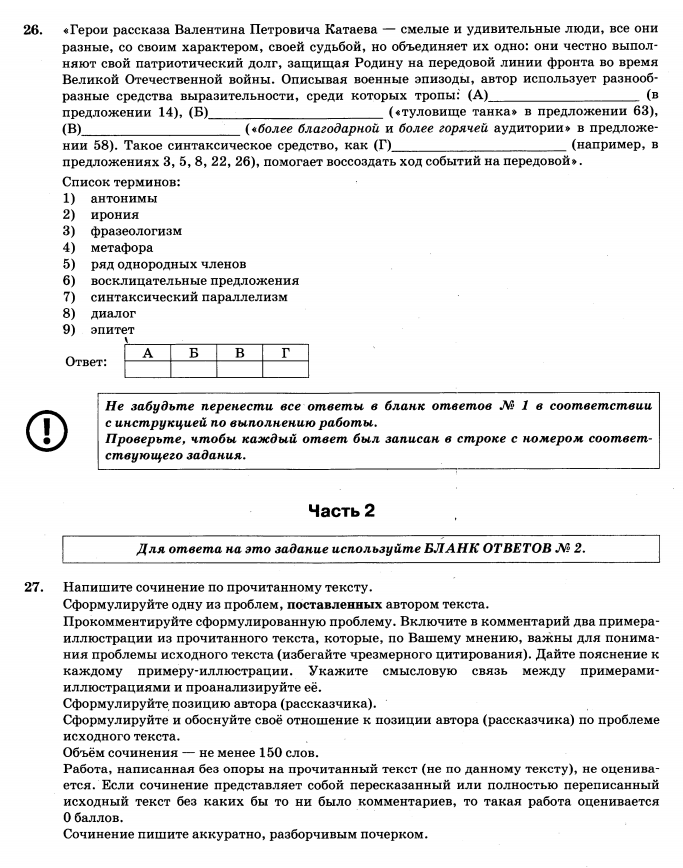 26. «Герои рассказа Валентина Петровича Катаева — смелые и удивительные люди, все они
разные, со своим характером, своей судьбой, но объединяет их одно: они честно выпол-
няют свой патриотический долг, защищая Родину на передовой линии фронта во время
Великой Отечественной войны. Описывая военные эпизоды, автор использует разнооб-
разные средства выразительности, среди которых тропы: (А)____________________ (в
предложении 14), (Б)____________________ («туловище танка» в предложении 63),
(В)____________________ («более благодарной и более горячей аудитории» в предложе-
нии 58). Такое синтаксическое средство, как (Г)____________________ (например, в
предложениях 3, 5, 8, 22, 26), помогает воссоздать ход событий на передовой».
Список терминов:
1) антонимы
2) ирония
3) фразеологизм
4) метафора
5) ряд однородных членов
6) восклицательные предложения
7) синтаксический параллелизм
8) диалог
9) эпитет
Ответ: А Б В Г
Не забудьте перенести все ответы в бланк ответов № 1 в соответствии
с инструкцией по выполнению работы.
Проверьте, чтобы каждый ответ был записан в строке с номером соответ-
ствующего задания.
Часть 2
Для ответа на это задание используйте БЛАНК ОТВЕТОВ № 2.
27. Напишите сочинение по прочитанному тексту.
Сформулируйте одну из проблем, поставленных автором текста.
Прокомментируйте сформулированную проблему. Включите в комментарий два примера-
иллюстрации из прочитанного текста, которые, по Вашему мнению, важны для понима-
ния проблемы исходного текста (избегайте чрезмерного цитирования). Дайте пояснение к
каждому примеру-иллюстрации. Укажите смысловую связь между примерами-
иллюстрациями и проанализируйте её.
Сформулируйте позицию автора (рассказчика).
Сформулируйте и обоснуйте своё отношение к позиции автора (рассказчика) по проблеме
исходного текста.
Объём сочинения — не менее 150 слов.
Работа, написанная без опоры на прочитанный текст (не по данному тексту), не оценива-
ется. Если сочинение представляет собой пересказанный или полностью переписанный
исходный текст без каких бы то ни было комментариев, то такая работа оценивается
0 баллов.
Сочинение пишите аккуратно, разборчивым почерком.